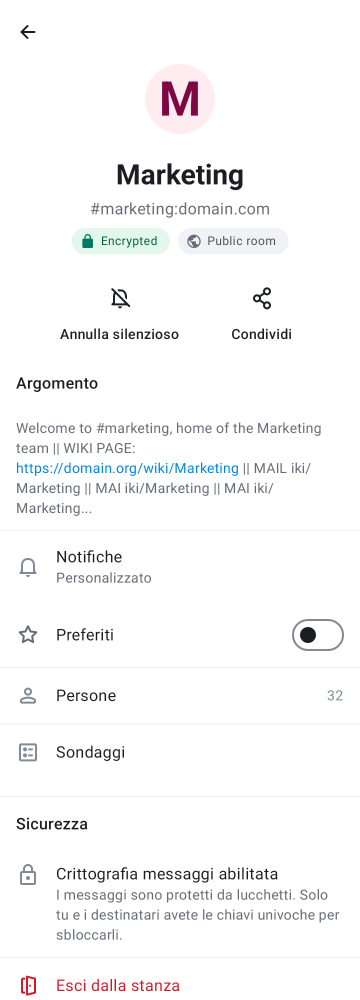 M
Marketing
#marketing:domain.com
Encrypted
Public room
Annulla silenzioso
Condividi
Argomento
Welcome to #marketing, home of the Marketing
team || WIKI PAGE:
https://domain.org/wiki/Marketing || MAIL iki/
Marketing || MAI iki/Marketing || MAI iki/
Marketing...
Notifiche
Personalizzato
Preferiti
Persone 32
Sondaggi
Sicurezza
Crittografia messaggi abilitata
I messaggi sono protetti da lucchetti. Solo
tu e i destinatari avete le chiavi univoche per
sbloccarli.
Esci dalla stanza